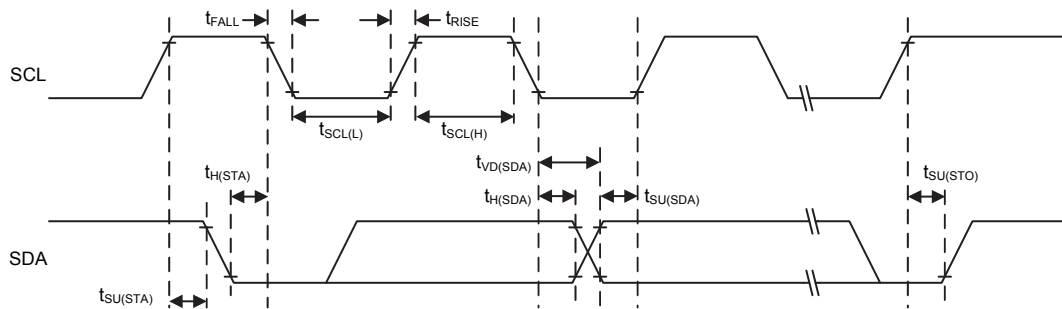 tFALL
tRISE
SCL
tSCL(L)
tSCL(H)
tVD(SDA)
tH(STA)
tH(SDA)
tSU(SDA)
tSU(STO)
SDA
tSU(STA)